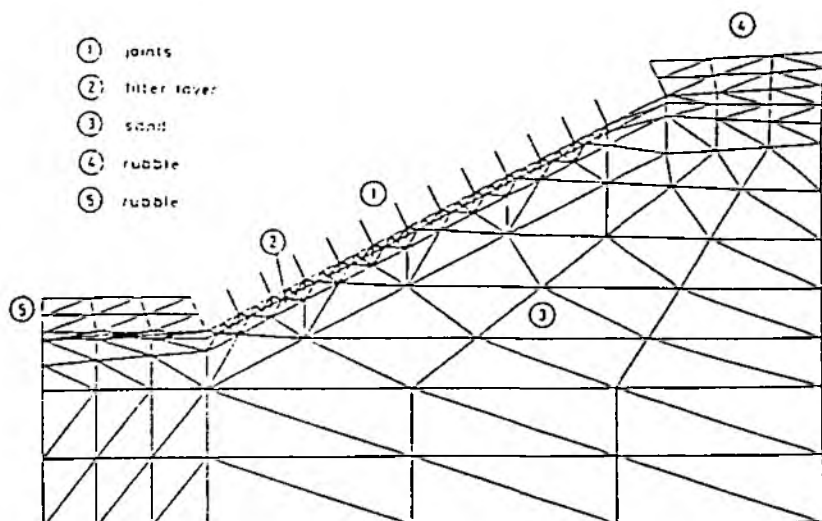 ① joints
② filter layer
③ sand
④ rubble
⑤ rubble
④
①
②
⑤
③